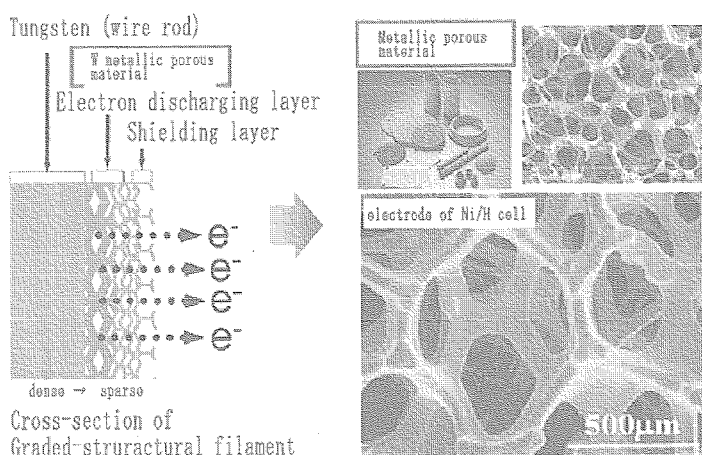 Tungsten (wire rod)
W metallic porous
material
Electron discharging layer
Shielding layer
e-
e-
e-
e-
dense → sparse
Cross-section of
Graded-struractural filament
Metallic porous
material
electrode of Ni/H cell
500μm